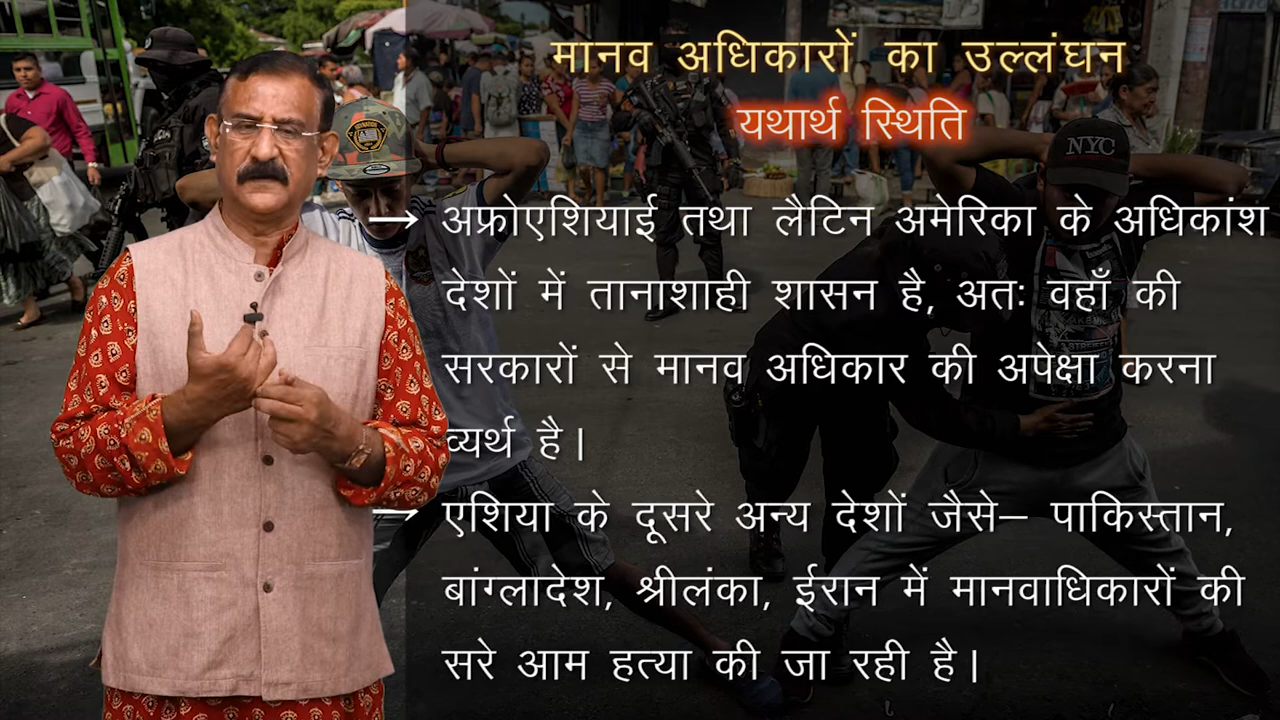 मानव अधिकारों का उल्लंघन
यथार्थ स्थिति
NYC
→ अफ्रोएशियाई तथा लैटिन अमेरिका के अधिकांश
देशों में तानाशाही शासन है, अतः वहाँ की
सरकारों से मानव अधिकार की अपेक्षा करना
व्यर्थ है।
→ एशिया के दूसरे अन्य देशों जैसे– पाकिस्तान,
बांग्लादेश, श्रीलंका, ईरान में मानवाधिकारों की
सरे आम हत्या की जा रही है।